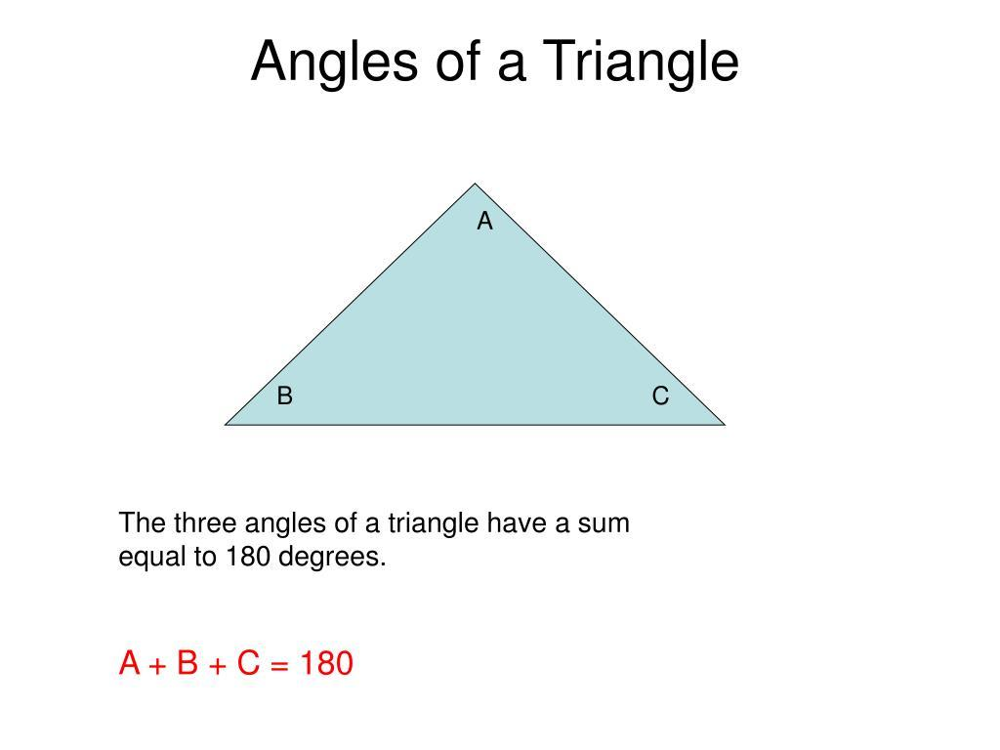 Angles of a Triangle
A
B C
The three angles of a triangle have a sum
equal to 180 degrees.
A + B + C = 180